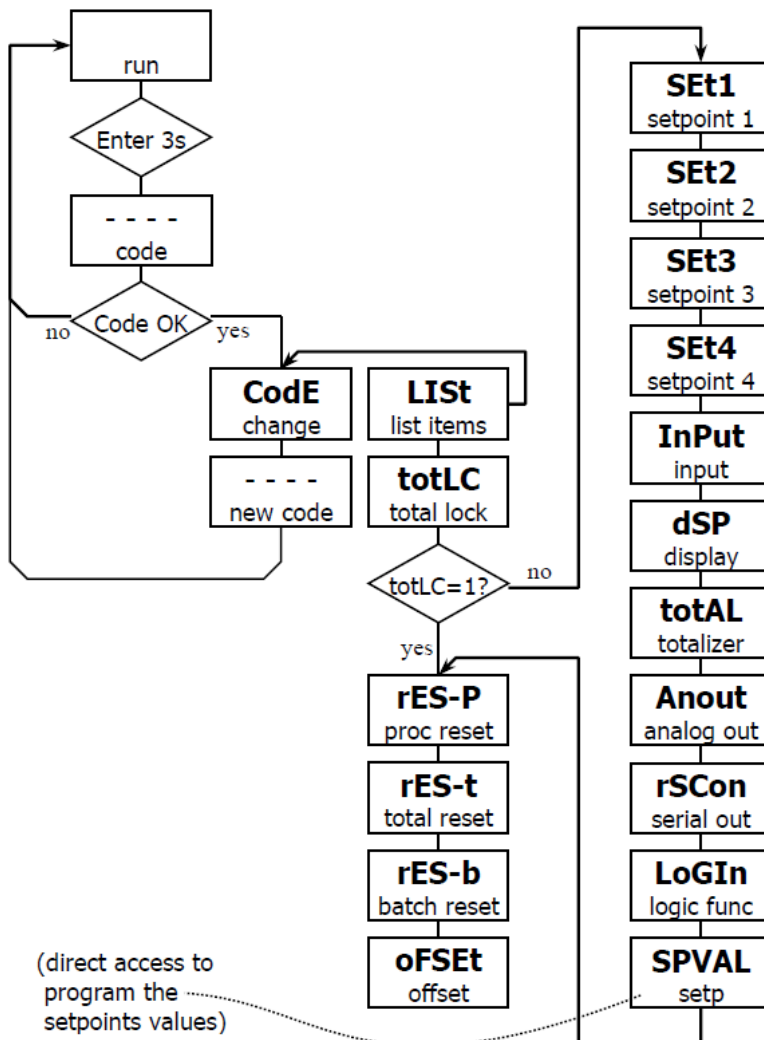 run
Enter 3s
- - - -
code
Code OK
no
yes
CodE
change
- - - -
new code
LISt
list items
totLC
total lock
totLC=1?
no
yes
rES-P
proc reset
rES-t
total reset
rES-b
batch reset
oFSEt
offset
SEt1
setpoint 1
SEt2
setpoint 2
SEt3
setpoint 3
SEt4
setpoint 4
InPut
input
dSP
display
totAL
totalizer
Anout
analog out
rSCon
serial out
LoGIn
logic func
SPVAL
setp
(direct access to
program the
setpoints values)